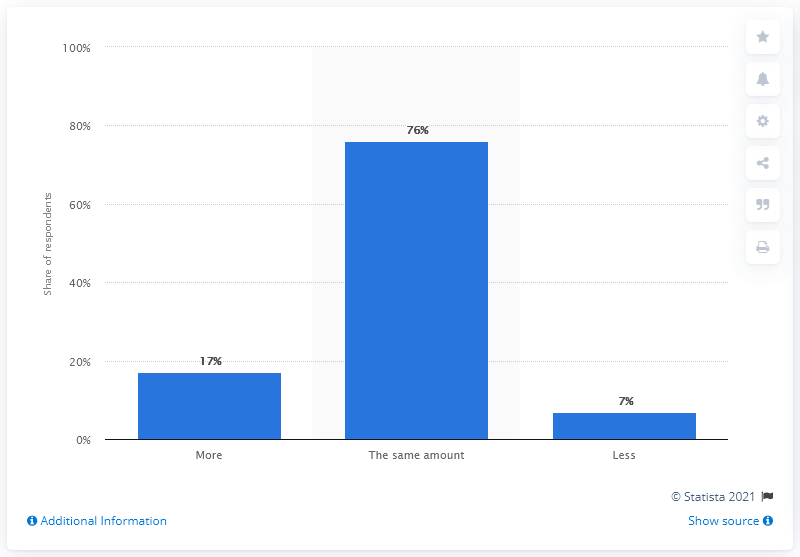 100%
80%
60%
40%
20%
0%
Share of respondents
17%
76%
7%
More
The same amount
Less
© Statista 2021
Additional Information
Show source